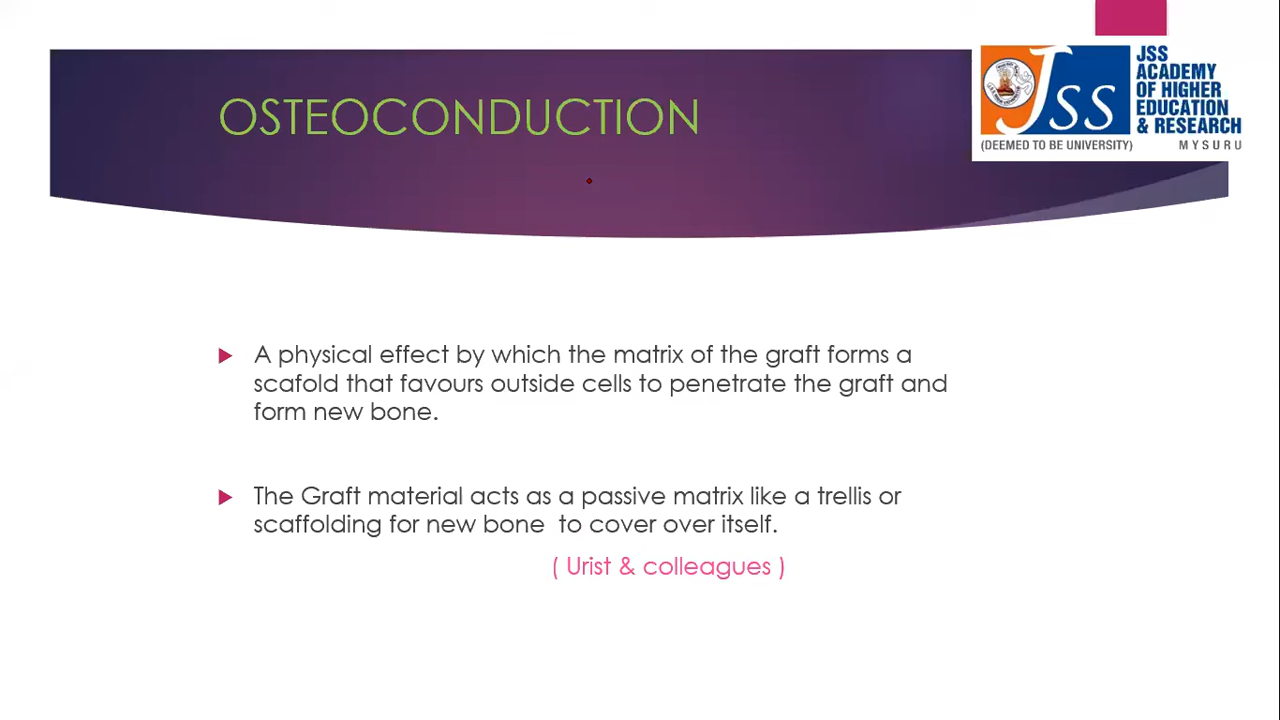 OSTEOCONDUCTION
Jss
JSS
ACADEMY
OF HIGHER
EDUCATION
& RESEARCH
(DEEMED TO BE UNIVERSITY) MYSURU
A physical effect by which the matrix of the graft forms a
scafold that favours outside cells to penetrate the graft and
form new bone.
The Graft material acts as a passive matrix like a trellis or
scaffolding for new bone to cover over itself.
( Urist & colleagues )